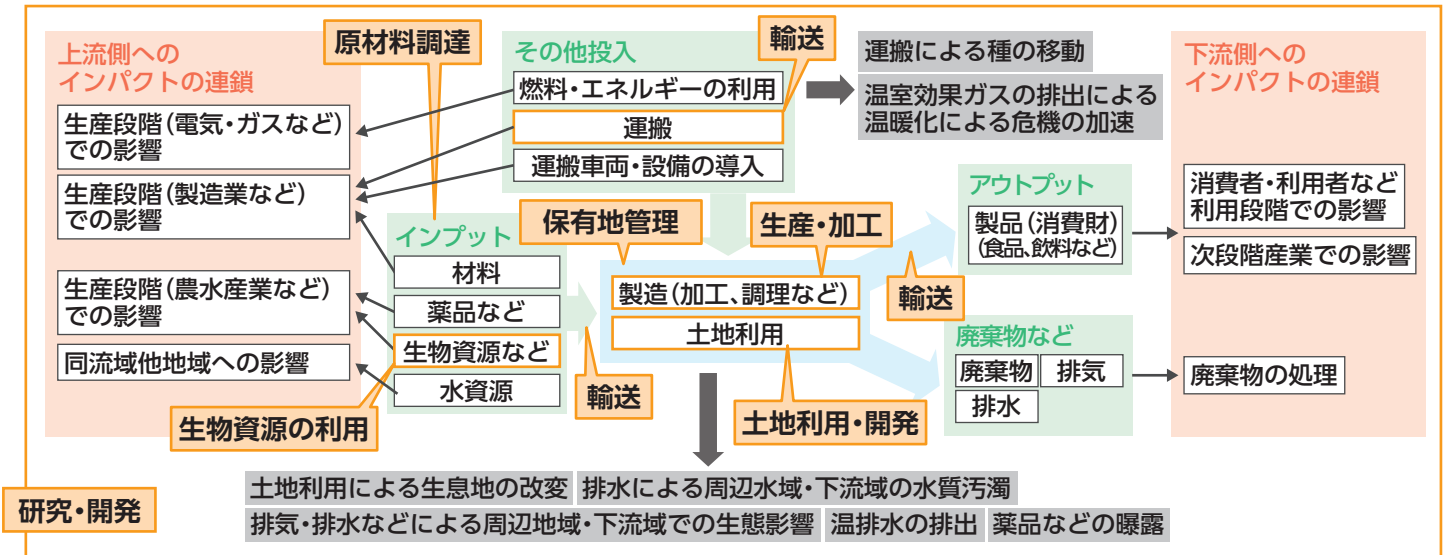 上流側への
インパクトの連鎖
生産段階(電気・ガスなど)
での影響
生産段階(製造業など)
での影響
生産段階(農水産業など)
での影響
同流域他地域への影響
原材料調達
その他投入
輸送
燃料・エネルギーの利用
運搬
運搬車両・設備の導入
運搬による種の移動
温室効果ガスの排出による
温暖化による危機の加速
下流側への
インパクトの連鎖
消費者・利用者など
利用段階での影響
次段階産業での影響
廃棄物の処理
インプット
材料
薬品など
生物資源など
水資源
生物資源の利用
輸送
保有地管理
生産・加工
製造(加工、調理など)
土地利用
土地利用・開発
輸送
アウトプット
製品(消費財)
(食品、飲料など)
廃棄物など
廃棄物
排気
排水
土地利用による生息地の改変
排水による周辺水域・下流域の水質汚濁
排気・排水などによる周辺地域・下流域での生態影響
温排水の排出
薬品などの曝露
研究・開発